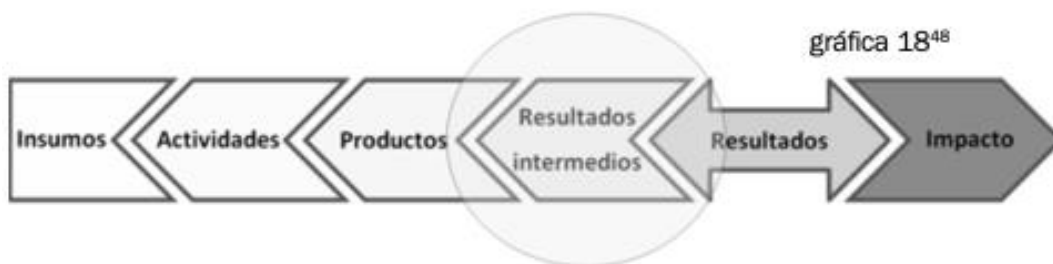 gráfica 18⁴⁸
Insumos
Actividades
Productos
Resultados
intermedios
Resultados
Impacto